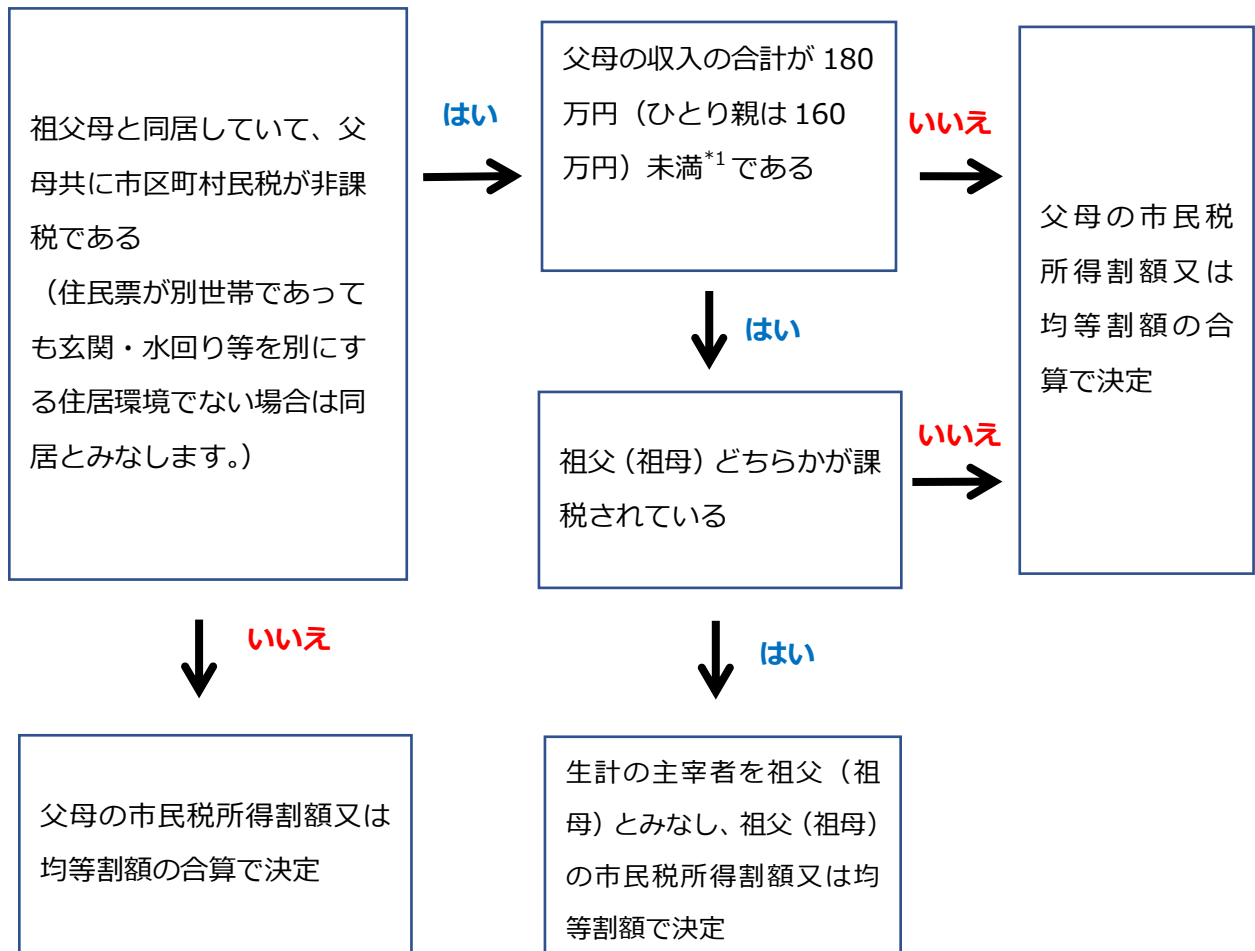 祖父母と同居していて、父
母共に市区町村民税が非課
税である
（住民票が別世帯であって
も玄関・水回り等を別にす
る住居環境でない場合は同
居とみなします。）
はい
父母の収入の合計が 180
万円（ひとり親は 160
万円）未満*1である
いいえ
父母の市民税
所得割額又は
均等割額の合
算で決定
はい
祖父（祖母）どちらかが課
税されている
いいえ
いいえ
はい
父母の市民税所得割額又は
均等割額の合算で決定
生計の主宰者を祖父（祖
母）とみなし、祖父（祖母）
の市民税所得割額又は均
等割額で決定